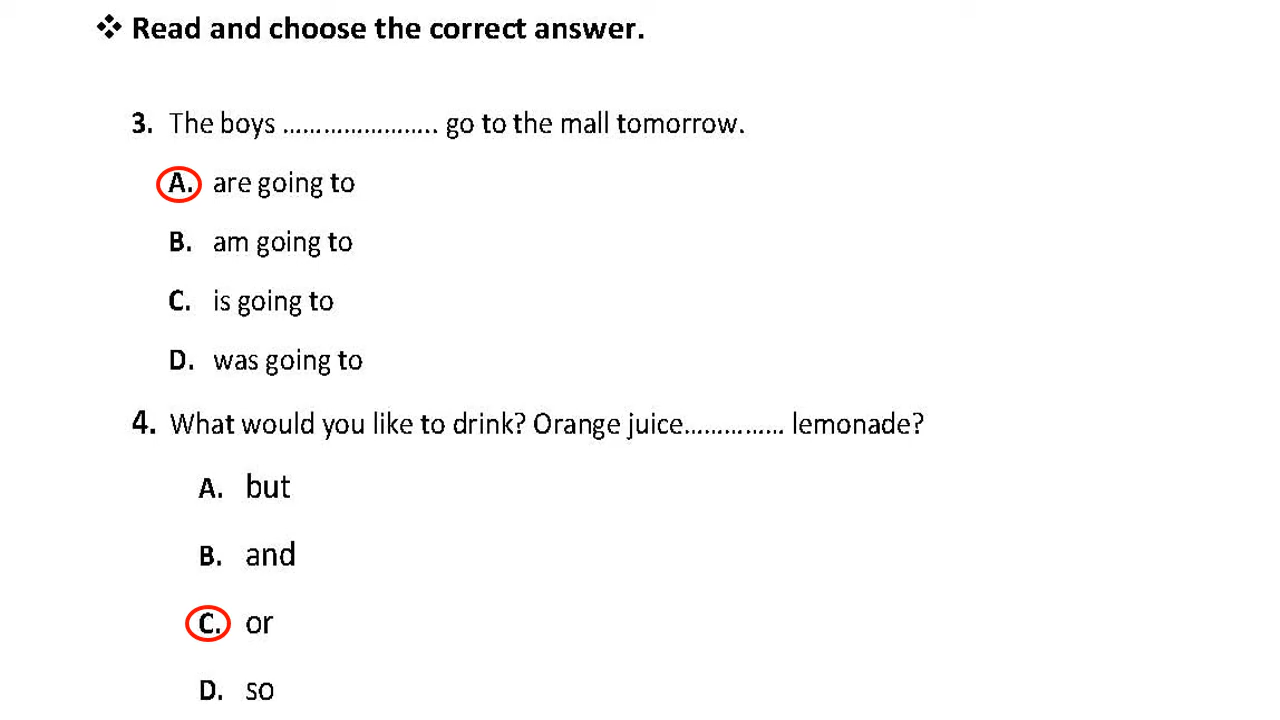 ❖ Read and choose the correct answer.
3. The boys ………………….. go to the mall tomorrow.
A. are going to
B. am going to
C. is going to
D. was going to
4. What would you like to drink? Orange juice…………… lemonade?
A. but
B. and
C. or
D. so